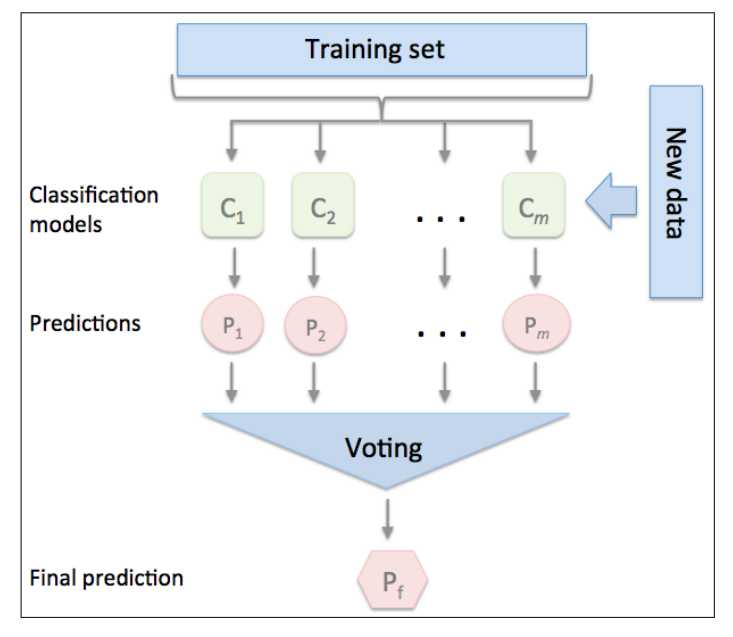 Training set
New data
Classification
models
C1 C2 . . . Cm
Predictions
P1 P2 . . . Pm
Voting
Final prediction
Pf